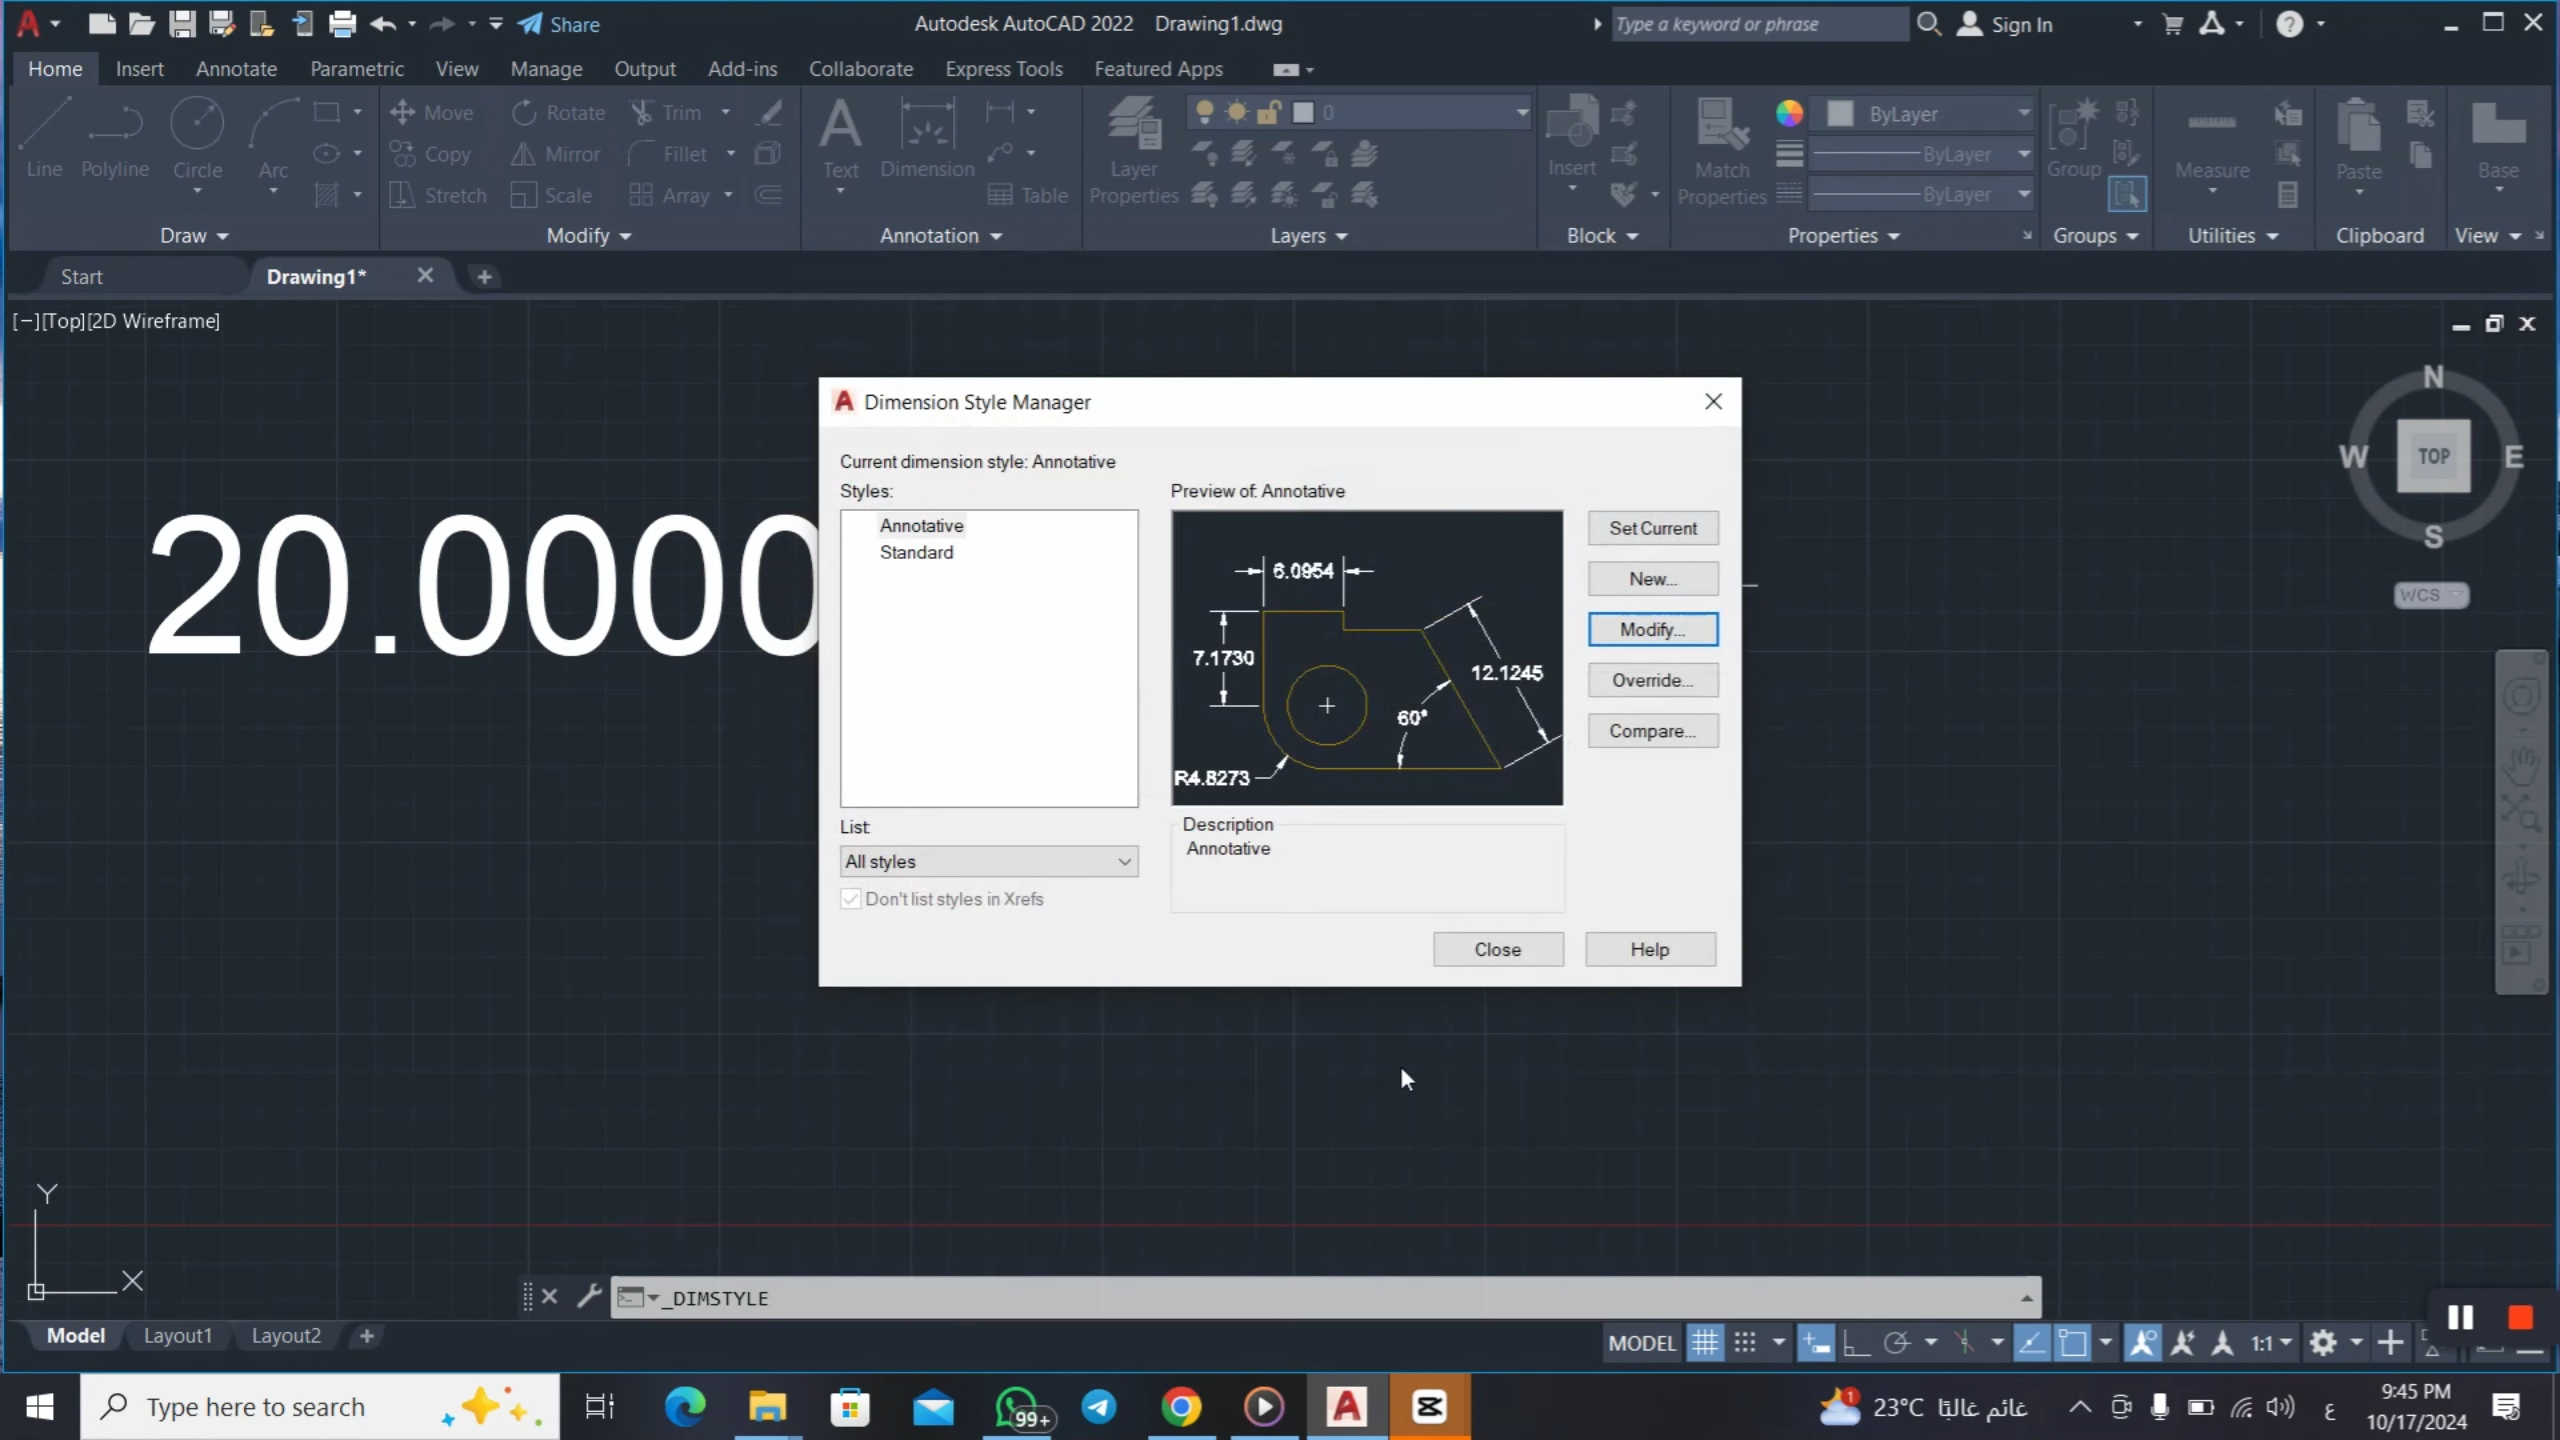 Share
Autodesk AutoCAD 2022 Drawing1.dwg
Type a keyword or phrase
Sign In
Home Insert Annotate Parametric View Manage Output Add-ins Collaborate Express Tools Featured Apps
Line Polyline Circle Arc
Move Rotate Trim
Copy Mirror Fillet
Stretch Scale Array
Text Dimension Table
Layer Properties
0
Insert
Match Properties
ByLayer
ByLayer
ByLayer
Group
Measure
Paste
Base
Draw Modify Annotation Layers Block Properties Groups Utilities Clipboard View
Start Drawing1*
[−][Top][2D Wireframe]
N
W TOP E
S
WCS
20.0000
Dimension Style Manager
Current dimension style: Annotative
Styles:
Annotative
Standard
Preview of: Annotative
6.0954
7.1730
12.1245
60°
R4.8273
Set Current
New...
Modify...
Override...
Compare...
List:
All styles
Don't list styles in Xrefs
Description
Annotative
Close Help
Y
X
_DIMSTYLE
Model Layout1 Layout2
MODEL 1:1
Type here to search
99+
1
23°C غائم غالبًا
ع
9:45 PM
10/17/2024